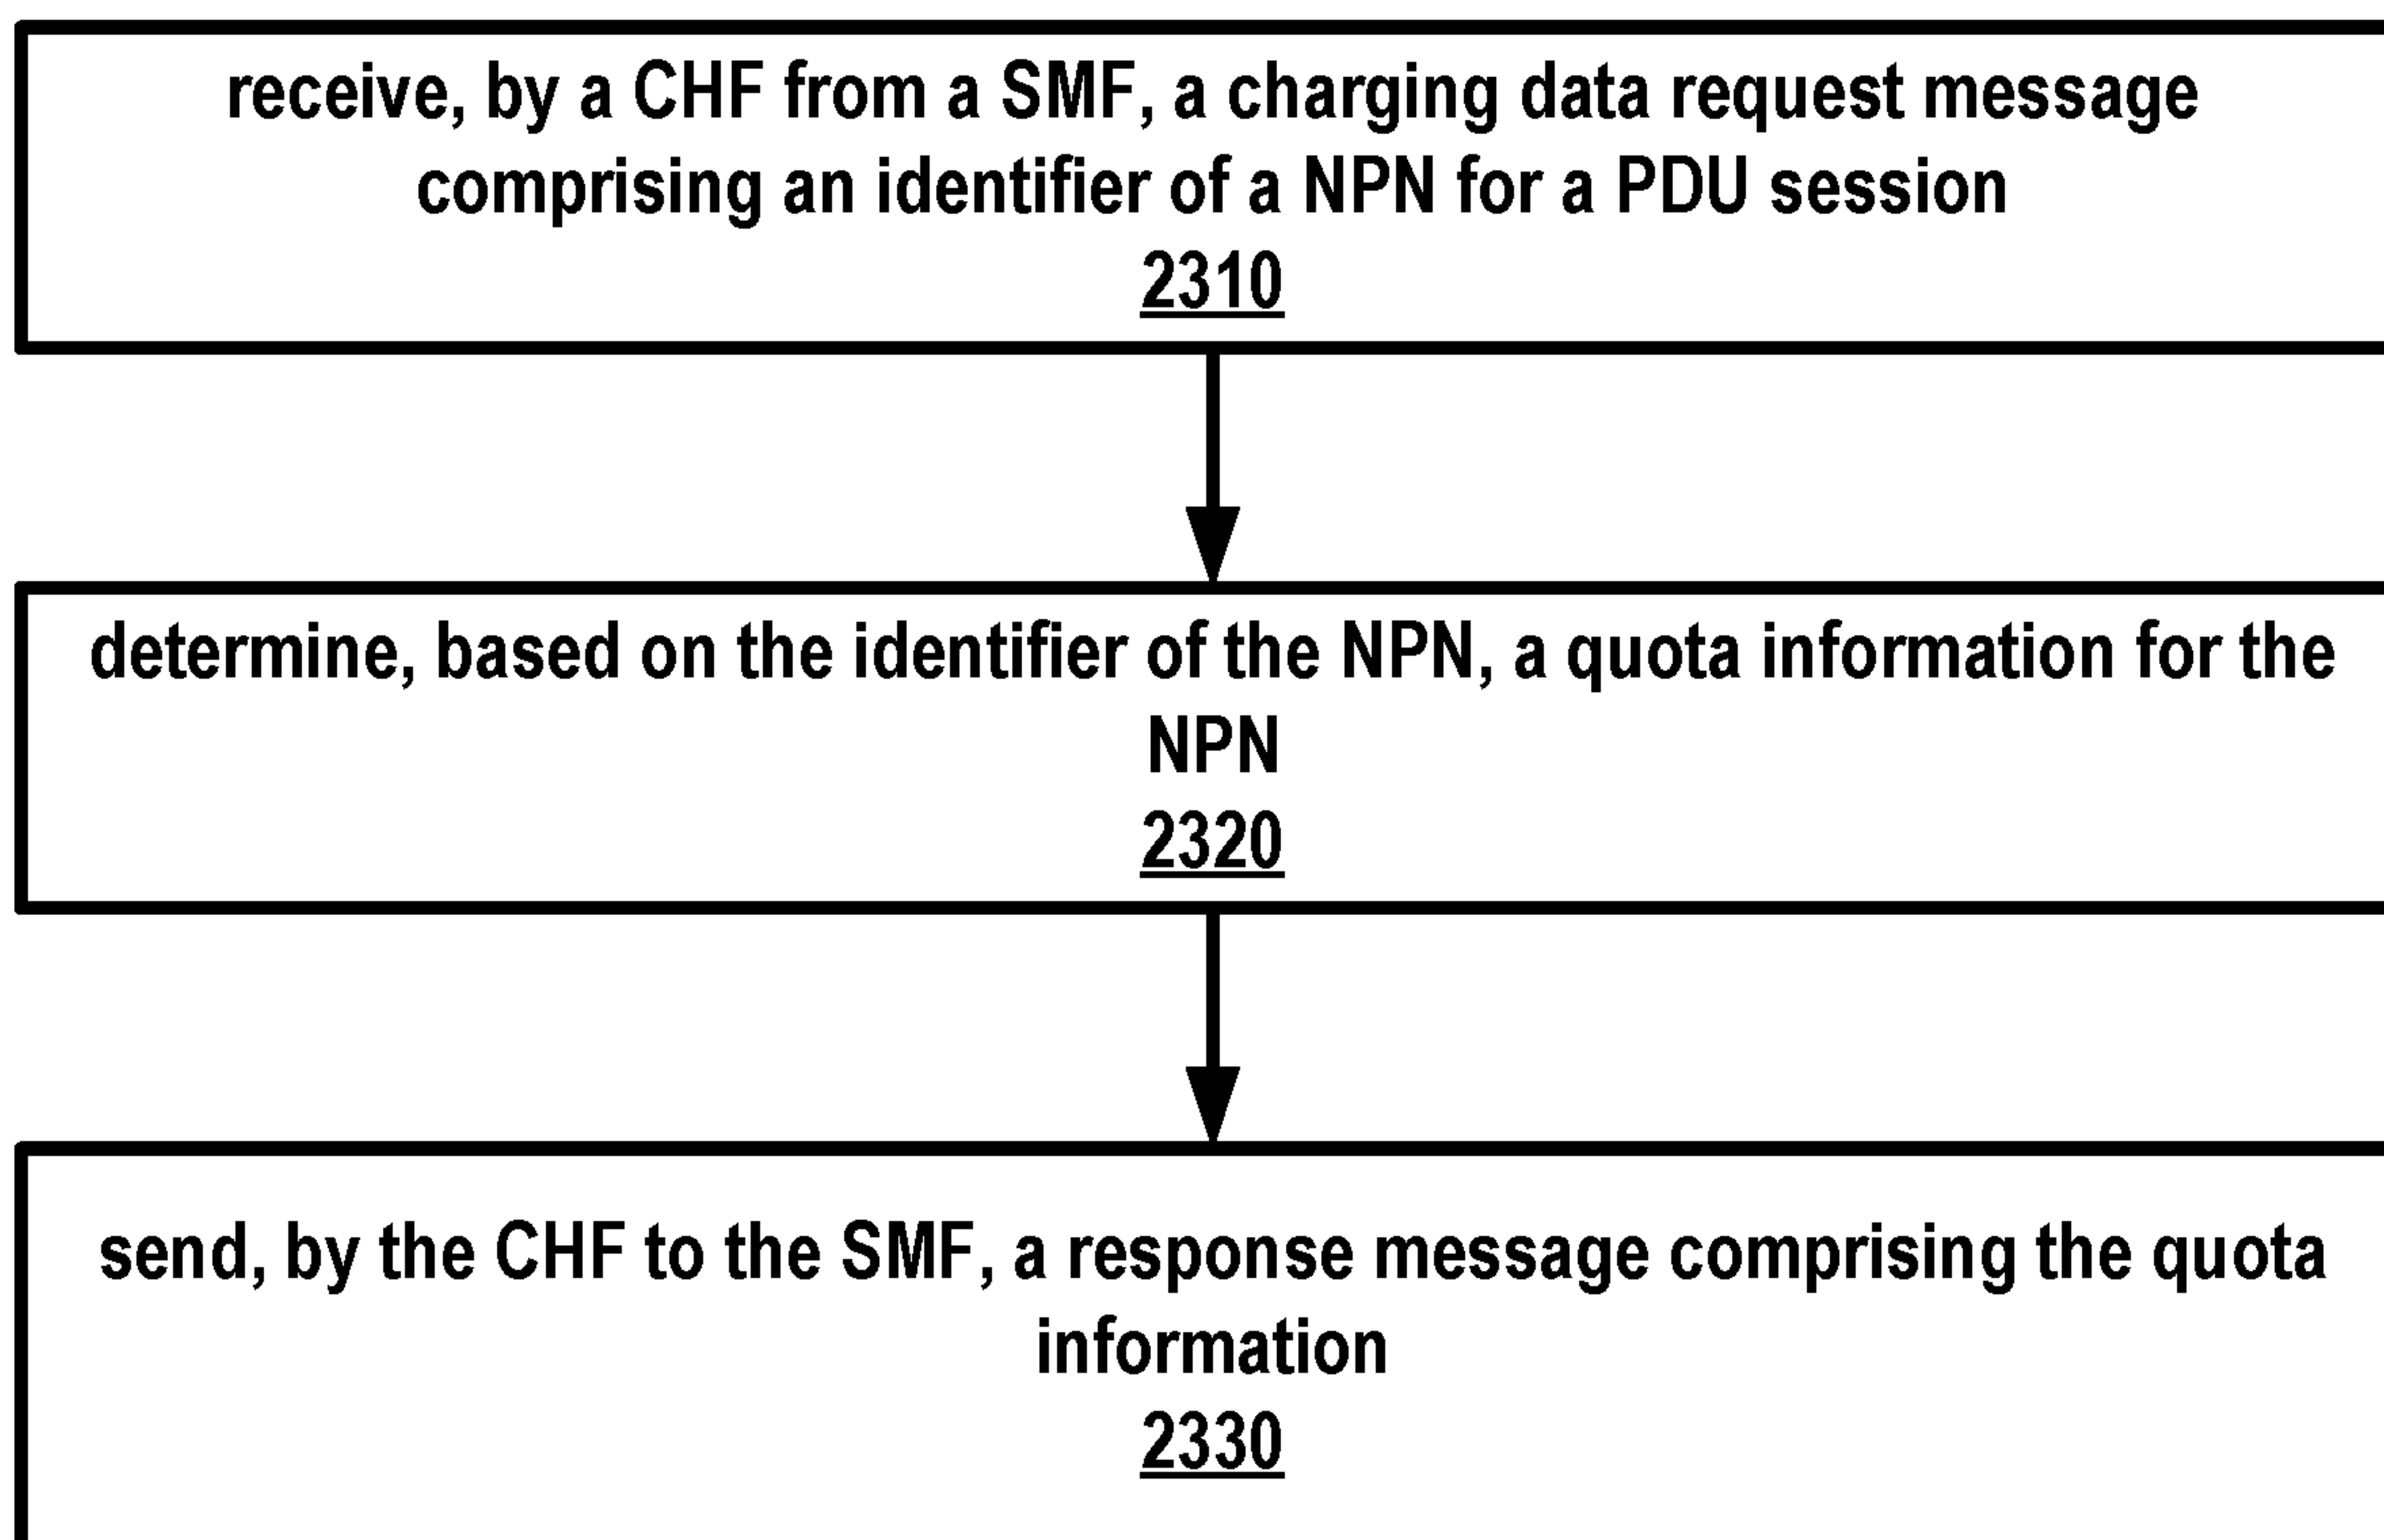 receive, by a CHF from a SMF, a charging data request message
comprising an identifier of a NPN for a PDU session
2310
determine, based on the identifier of the NPN, a quota information for the
NPN
2320
send, by the CHF to the SMF, a response message comprising the quota
information
2330